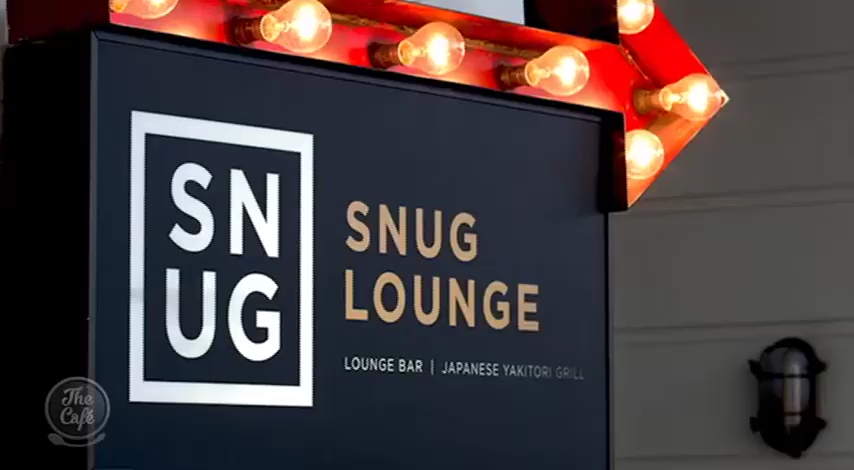 SN
UG
SNUG
LOUNGE
LOUNGE BAR | JAPANESE YAKITORI GRILL
The
Café